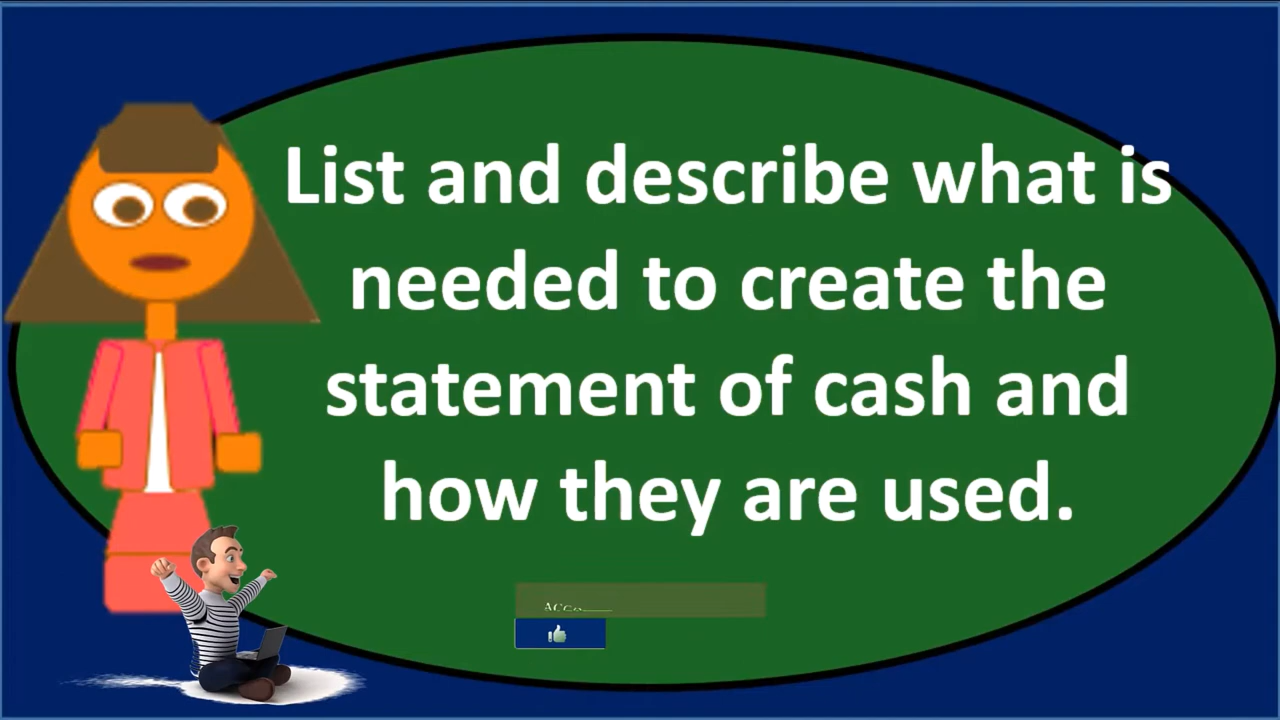 List and describe what is
needed to create the
statement of cash and
how they are used.